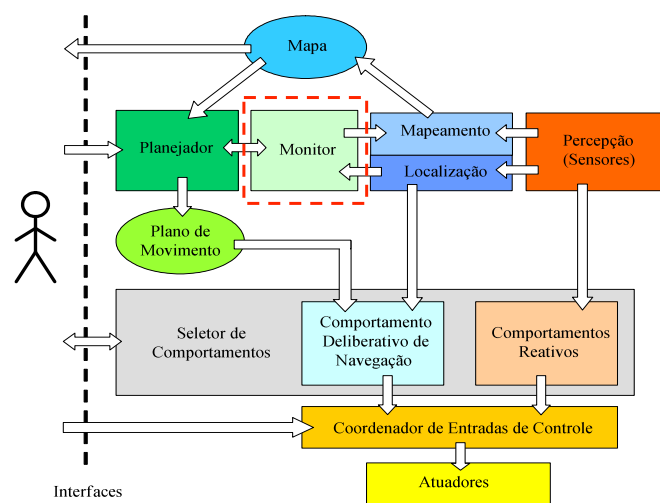 Mapa
Planejador
Monitor
Mapeamento
Localização
Percepção
(Sensores)
Plano de
Movimento
Seletor de
Comportamentos
Comportamento
Deliberativo de
Navegação
Comportamentos
Reativos
Coordenador de Entradas de Controle
Atuadores
Interfaces